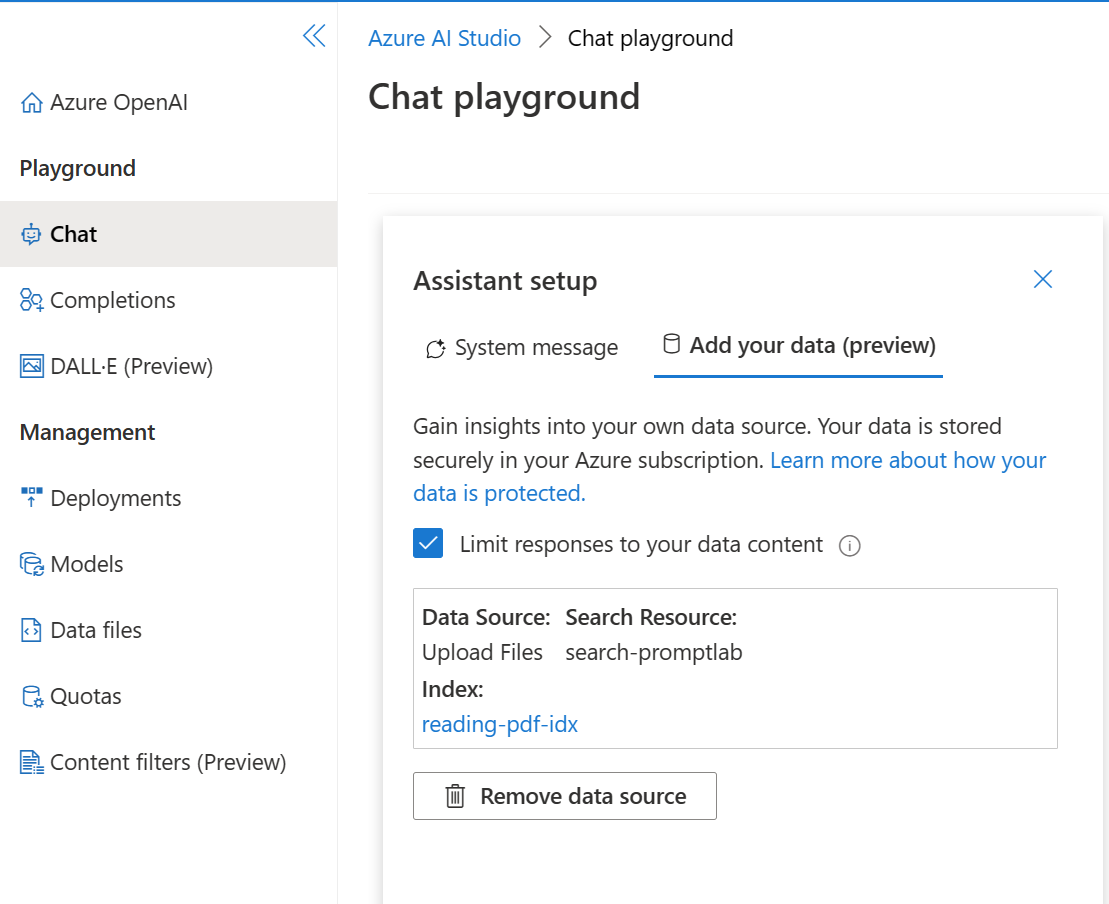 Azure AI Studio > Chat playground
Chat playground
Azure OpenAI
Playground
Chat
Completions
DALL·E (Preview)
Management
Deployments
Models
Data files
Quotas
Content filters (Preview)
Assistant setup
System message
Add your data (preview)
Gain insights into your own data source. Your data is stored
securely in your Azure subscription. Learn more about how your
data is protected.
Limit responses to your data content
Data Source: Search Resource:
Upload Files search-promptlab
Index:
reading-pdf-idx
Remove data source